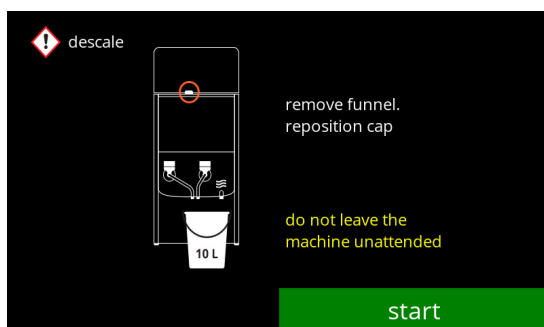 descale
remove funnel.
reposition cap
do not leave the
machine unattended
10 L
start